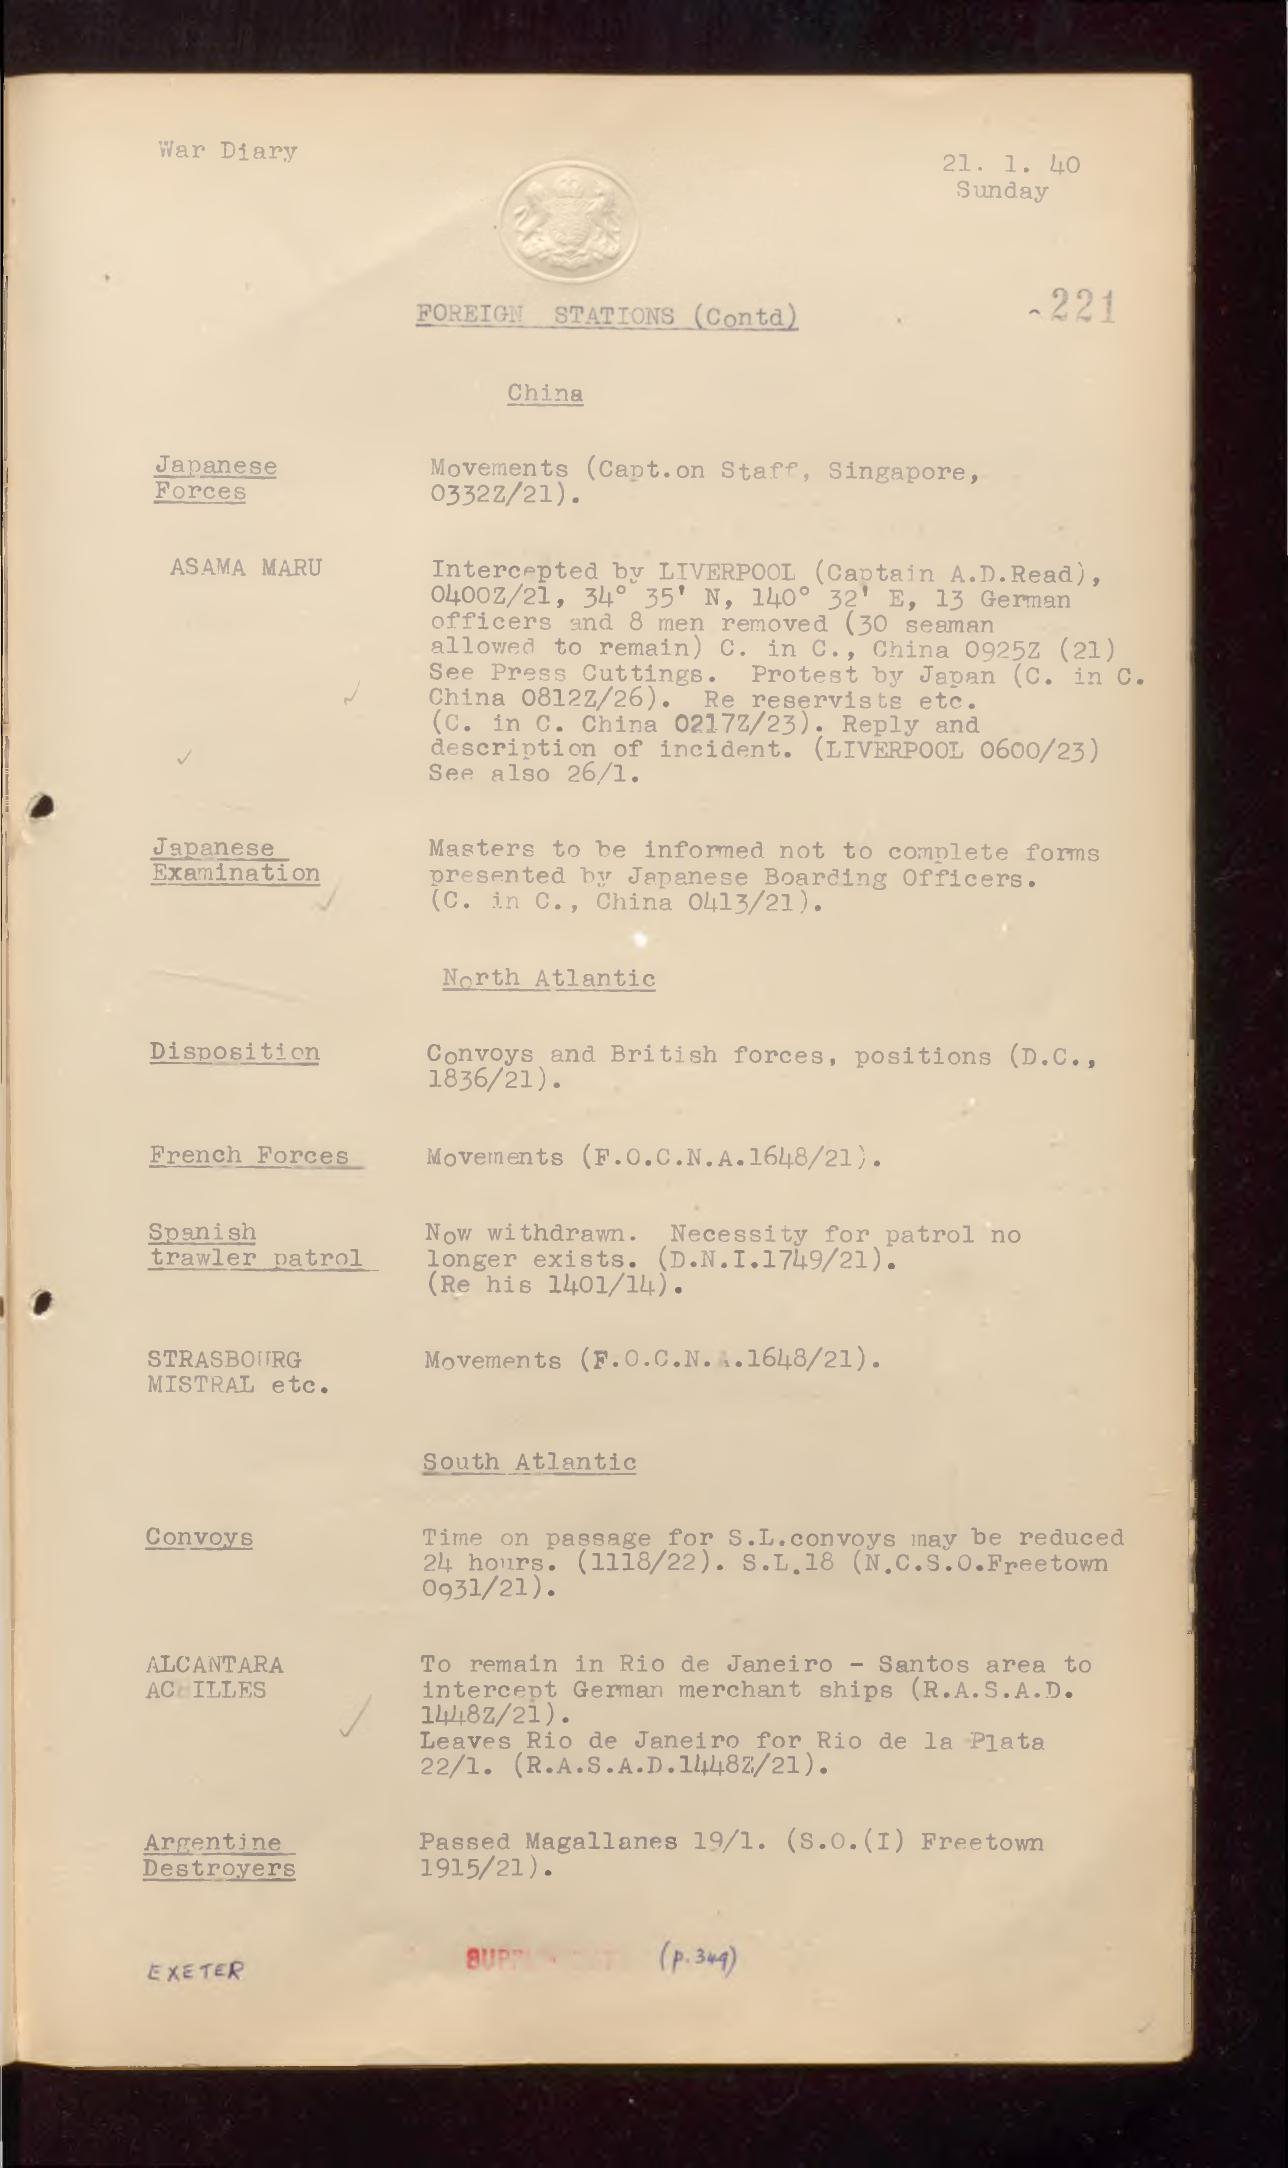 War Diary
21. 1. 40
Sunday
221
FOREIGN STATIONS (Contd)
China
Japanese
Forces
Movements (Capt.on Staff, Singapore,
0332Z/21).
ASAMA MARU
Intercepted by LIVERPOOL (Captain A.D.Read),
0400Z/21, 34° 35' N, 140° 32' E, 13 German
officers and 8 men removed (30 seaman
allowed to remain) C. in C., China 0925Z (21)
See Press Cuttings. Protest by Japan (C. in C.
China 0812Z/26). Re reservists etc.
(C. in C. China 0217Z/23). Reply and
description of incident. (LIVERPOOL 0600/23)
See also 26/1.
Japanese
Examination
Masters to be informed not to complete forms
presented by Japanese Boarding Officers.
(C. in C., China 0413/21).
North Atlantic
Disposition
Convoys and British forces, positions (D.C.,
1836/21).
French Forces
Movements (F.O.C.N.A.1648/21).
Spanish
trawler patrol
Now withdrawn. Necessity for patrol no
longer exists. (D.N.I.1749/21).
(Re his 1401/14).
STRASBOURG
MISTRAL etc.
Movements (F.O.C.N.A.1648/21).
South Atlantic
Convoys
Time on passage for S.L.convoys may be reduced
24 hours. (1118/22). S.L.18 (N.C.S.O.Freetown
0931/21).
ALCANTARA
ACHILLES
To remain in Rio de Janeiro - Santos area to
intercept German merchant ships (R.A.S.A.D.
1448Z/21).
Leaves Rio de Janeiro for Rio de la Plata
22/1. (R.A.S.A.D.1448Z/21).
Argentine
Destroyers
Passed Magallanes 19/1. (S.O.(I) Freetown
1915/21).
EXETER
(p.349)